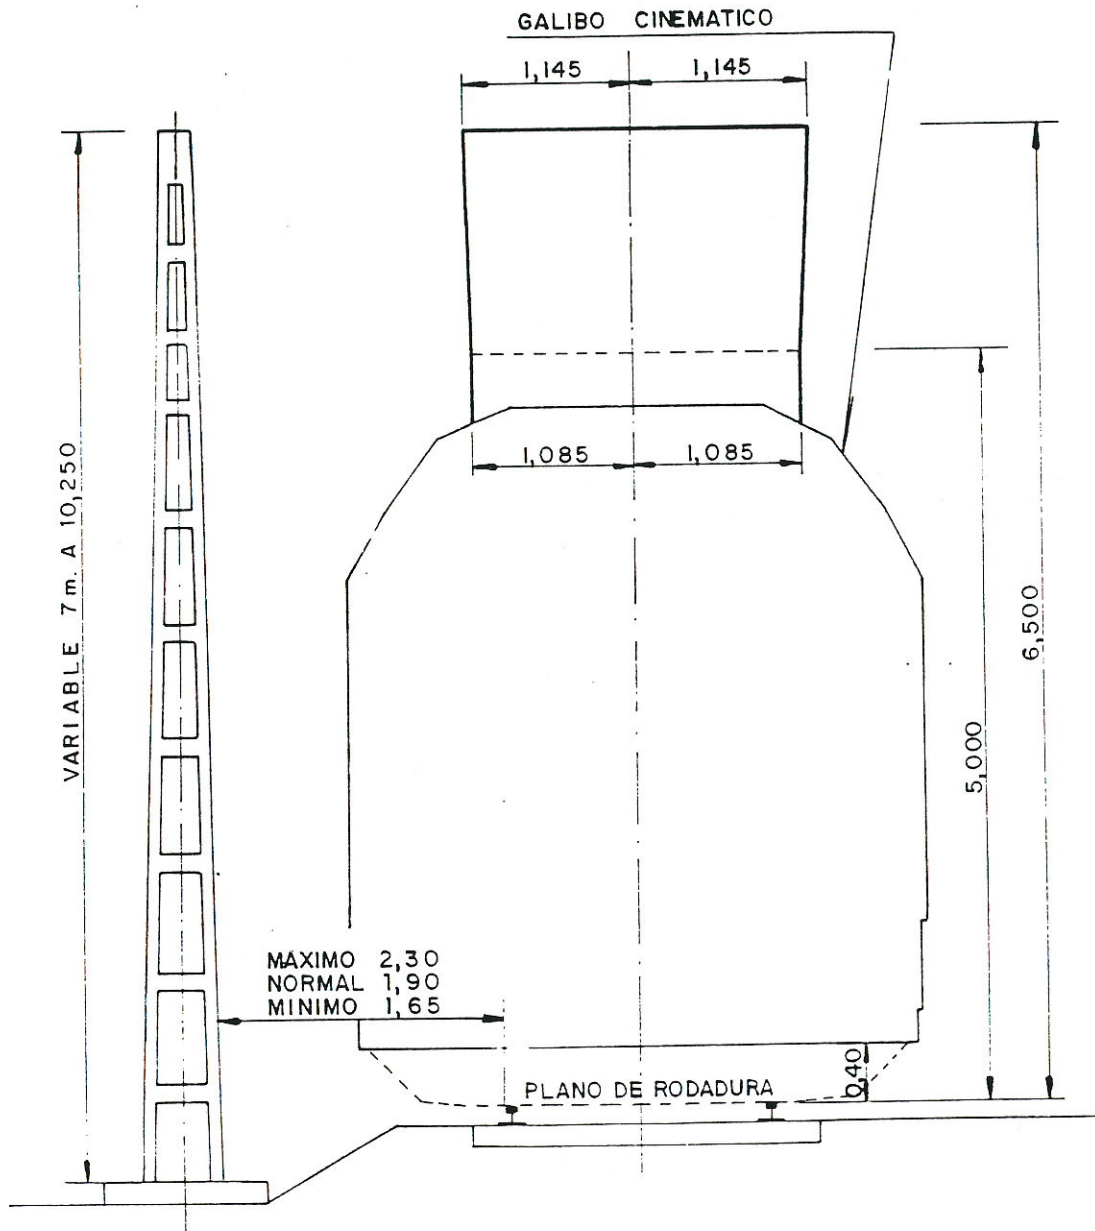 GALIBO CINEMATICO
1,145 1,145
1,085 1,085
VARIABLE 7 m. A 10,250
6,500
5,000
MÁXIMO 2,30
NORMAL 1,90
MINIMO 1,65
0,40
PLANO DE RODADURA